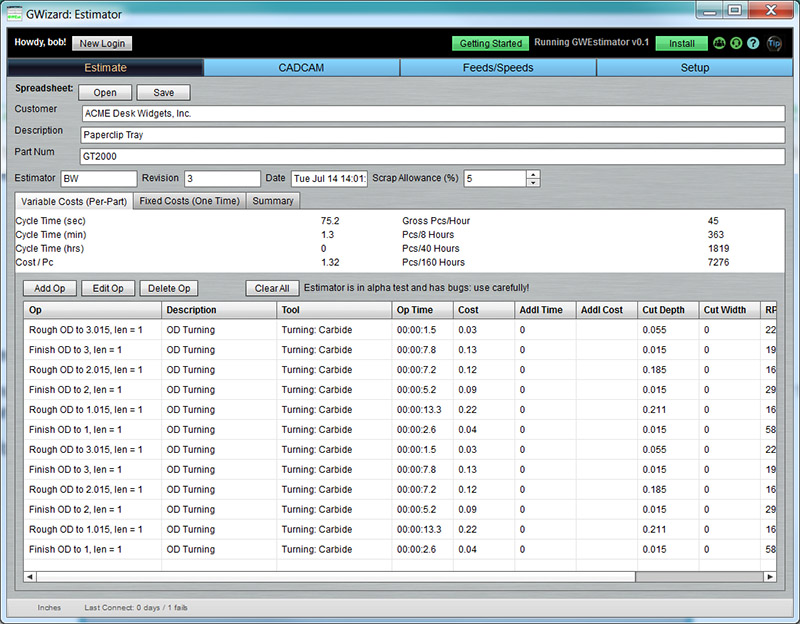 GWizard: Estimator
Howdy, bob! New Login Getting Started Running GWEstimator v0.1 Install ? Tip
Estimate CADCAM Feeds/Speeds Setup
Spreadsheet: Open Save
Customer ACME Desk Widgets, Inc.
Description Paperclip Tray
Part Num GT2000
Estimator BW Revision 3 Date Tue Jul 14 14:01: Scrap Allowance (%) 5
Variable Costs (Per-Part) Fixed Costs (One Time) Summary
Cycle Time (sec) 75.2 Gross Pcs/Hour 45
Cycle Time (min) 1.3 Pcs/8 Hours 363
Cycle Time (hrs) 0 Pcs/40 Hours 1819
Cost / Pc 1.32 Pcs/160 Hours 7276
Add Op Edit Op Delete Op Clear All Estimator is in alpha test and has bugs: use carefully!
Op Description Tool Op Time Cost Addl Time Addl Cost Cut Depth Cut Width RP
Rough OD to 3.015, len = 1 OD Turning Turning: Carbide 00:00:1.5 0.03 0 0.055 0 22
Finish OD to 3, len = 1 OD Turning Turning: Carbide 00:00:7.8 0.13 0 0.015 0 19
Rough OD to 2.015, len = 1 OD Turning Turning: Carbide 00:00:7.2 0.12 0 0.185 0 16
Finish OD to 2, len = 1 OD Turning Turning: Carbide 00:00:5.2 0.09 0 0.015 0 29
Rough OD to 1.015, len = 1 OD Turning Turning: Carbide 00:00:13.3 0.22 0 0.211 0 16
Finish OD to 1, len = 1 OD Turning Turning: Carbide 00:00:2.6 0.04 0 0.015 0 58
Rough OD to 3.015, len = 1 OD Turning Turning: Carbide 00:00:1.5 0.03 0 0.055 0 22
Finish OD to 3, len = 1 OD Turning Turning: Carbide 00:00:7.8 0.13 0 0.015 0 19
Rough OD to 2.015, len = 1 OD Turning Turning: Carbide 00:00:7.2 0.12 0 0.185 0 16
Finish OD to 2, len = 1 OD Turning Turning: Carbide 00:00:5.2 0.09 0 0.015 0 29
Rough OD to 1.015, len = 1 OD Turning Turning: Carbide 00:00:13.3 0.22 0 0.211 0 16
Finish OD to 1, len = 1 OD Turning Turning: Carbide 00:00:2.6 0.04 0 0.015 0 58
Inches Last Connect: 0 days / 1 fails